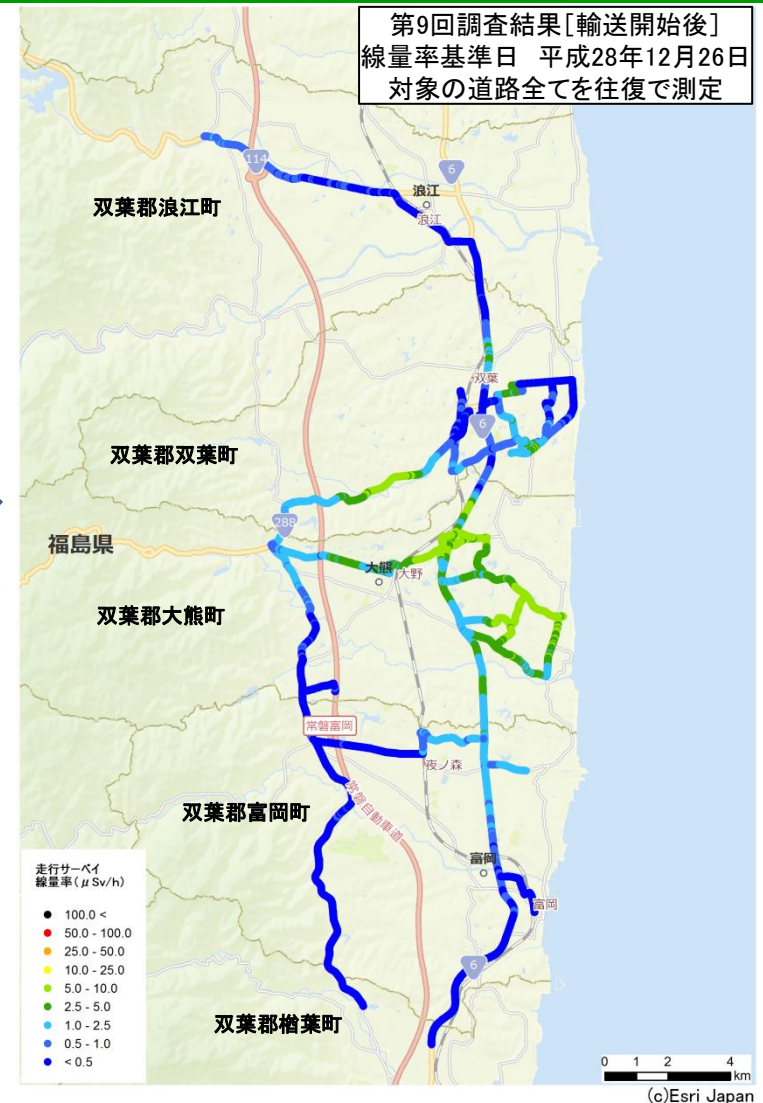 第9回調査結果[輸送開始後]
線量率基準日　平成28年12月26日
対象の道路全てを往復で測定
114
6
浪江
浪江
双葉郡浪江町
双葉
6
双葉郡双葉町
288
福島県
大熊
大野
双葉郡大熊町
常磐富岡
夜ノ森
常磐自動車道
双葉郡富岡町
富岡
富岡
6
双葉郡楢葉町
走行サーベイ
線量率(μSv/h)
100.0 <
50.0 - 100.0
25.0 - 50.0
10.0 - 25.0
5.0 - 10.0
2.5 - 5.0
1.0 - 2.5
0.5 - 1.0
< 0.5
0 1 2 4
km
(c)Esri Japan